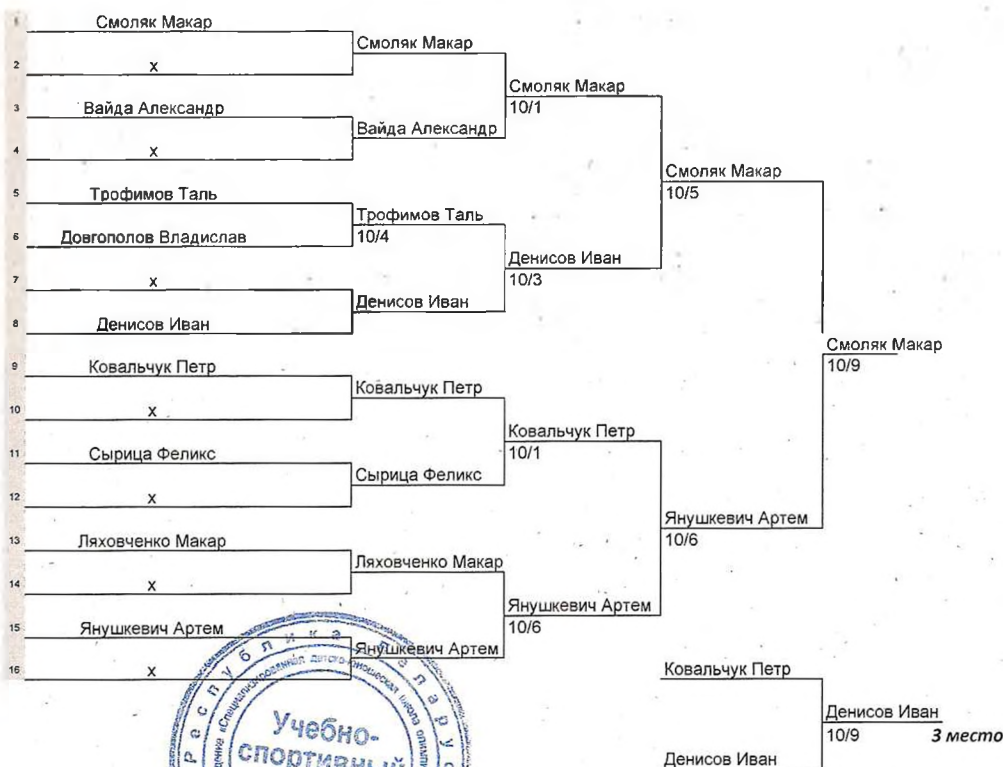 1 Смоляк Макар
2 X
3 Вайда Александр
4 X
5 Трофимов Таль
6 Довгополов Владислав
7 X
8 Денисов Иван
9 Ковальчук Петр
10 X
11 Сырица Феликс
12 X
13 Ляховченко Макар
14 X
15 Янушкевич Артем
16 X
Смоляк Макар
Вайда Александр
Трофимов Таль
10/4
Денисов Иван
Ковальчук Петр
Сырица Феликс
Ляховченко Макар
Янушкевич Артем
Смоляк Макар
10/1
Денисов Иван
10/3
Ковальчук Петр
10/1
Янушкевич Артем
10/6
Смоляк Макар
10/5
Янушкевич Артем
10/6
Смоляк Макар
10/9
Ковальчук Петр
Денисов Иван
Денисов Иван
10/9 3 место
Республика Беларус
Учебно-
спортивный